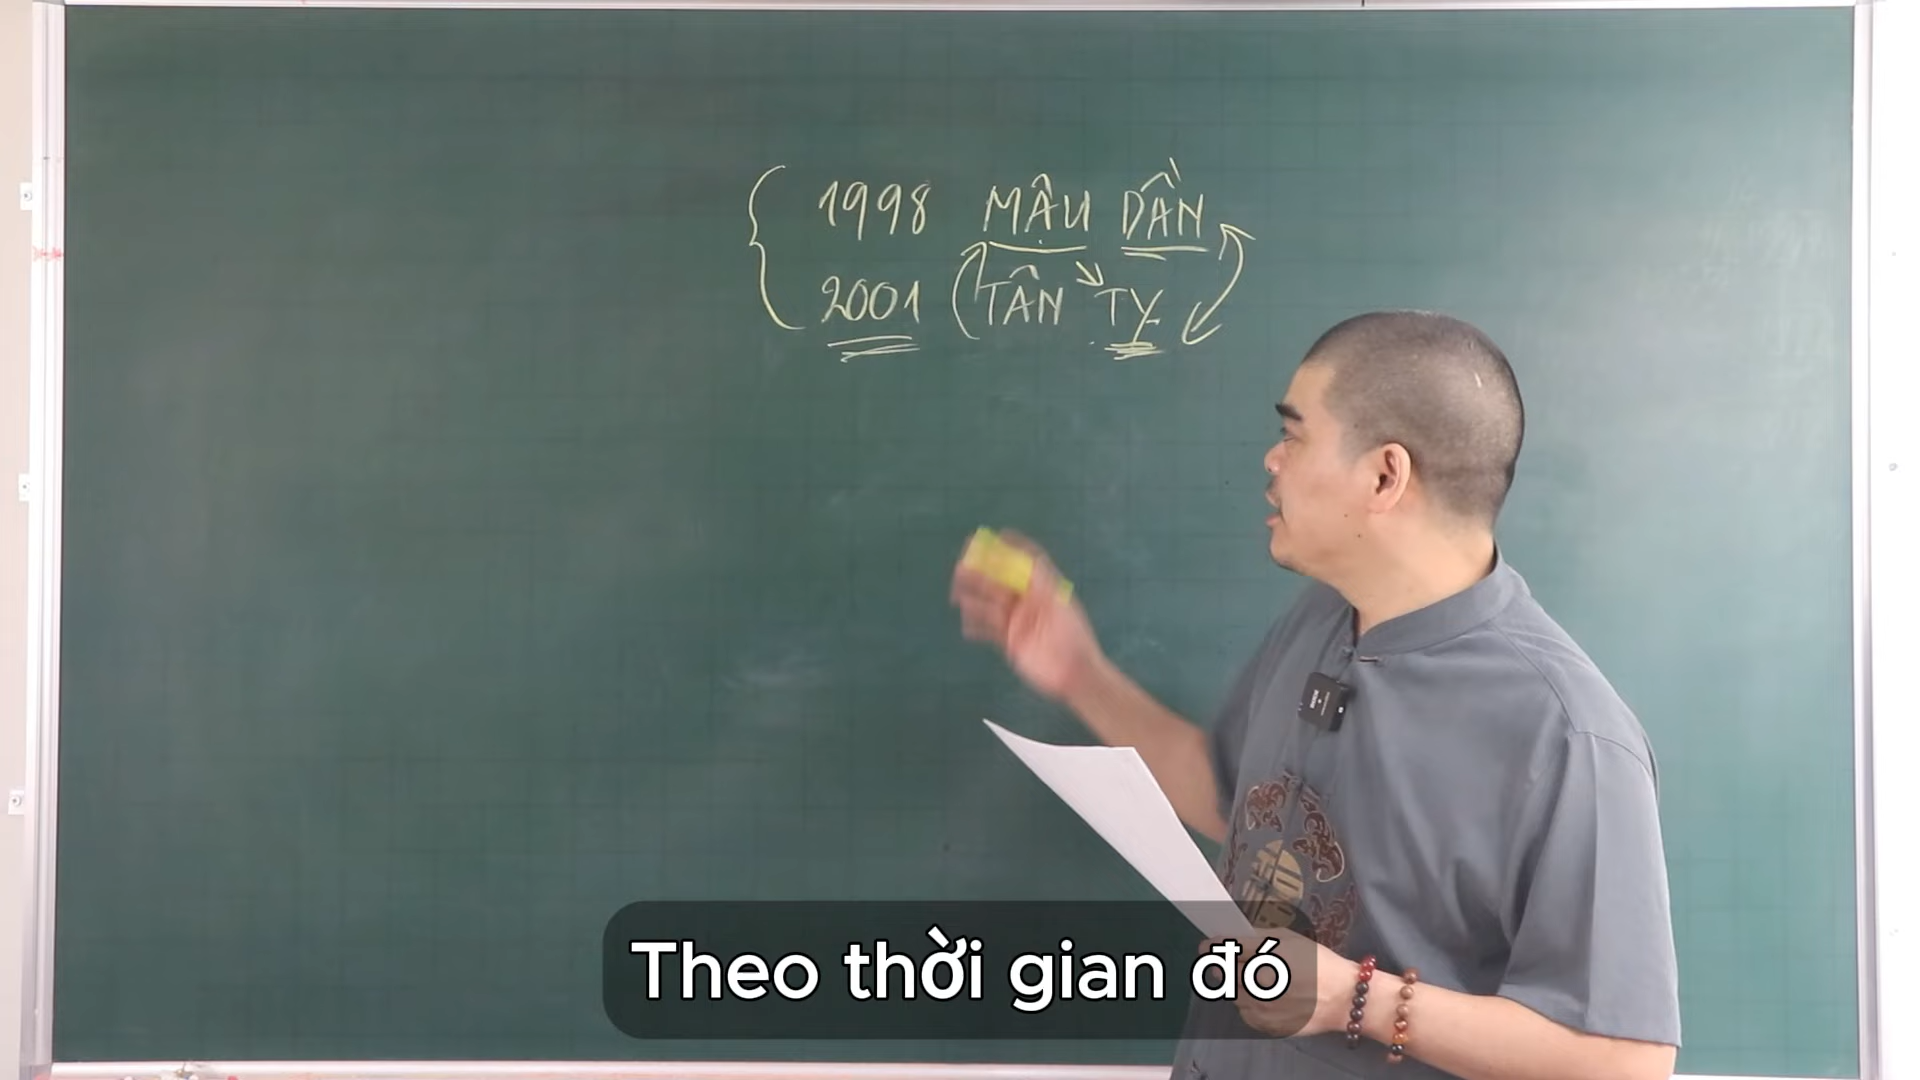 1998 MẬU DẦN
2001 TÂN TỴ
Theo thời gian đó